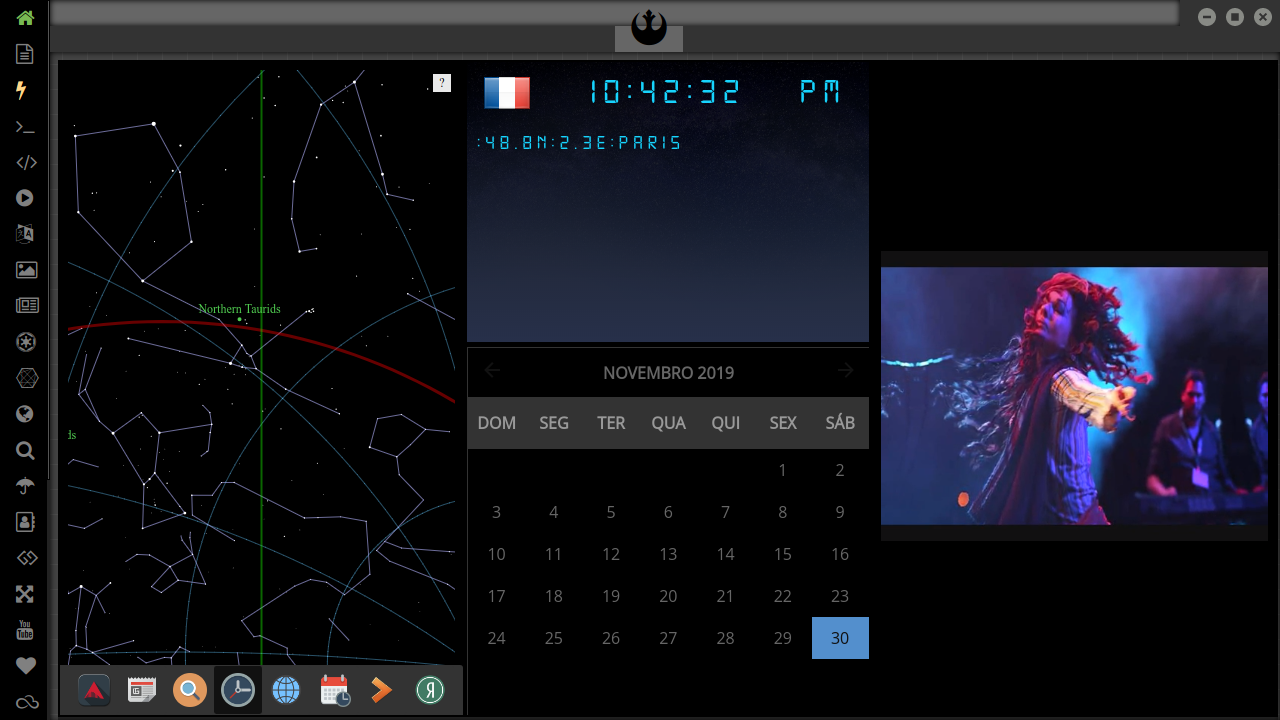 ?
Northern Taurids
ds
10:42:32 PM
:48.8N:2.3E:PARIS
NOVEMBRO 2019
DOM SEG TER QUA QUI SEX SÁB
1 2
3 4 5 6 7 8 9
10 11 12 13 14 15 16
17 18 19 20 21 22 23
24 25 26 27 28 29 30
You
Tube
Я